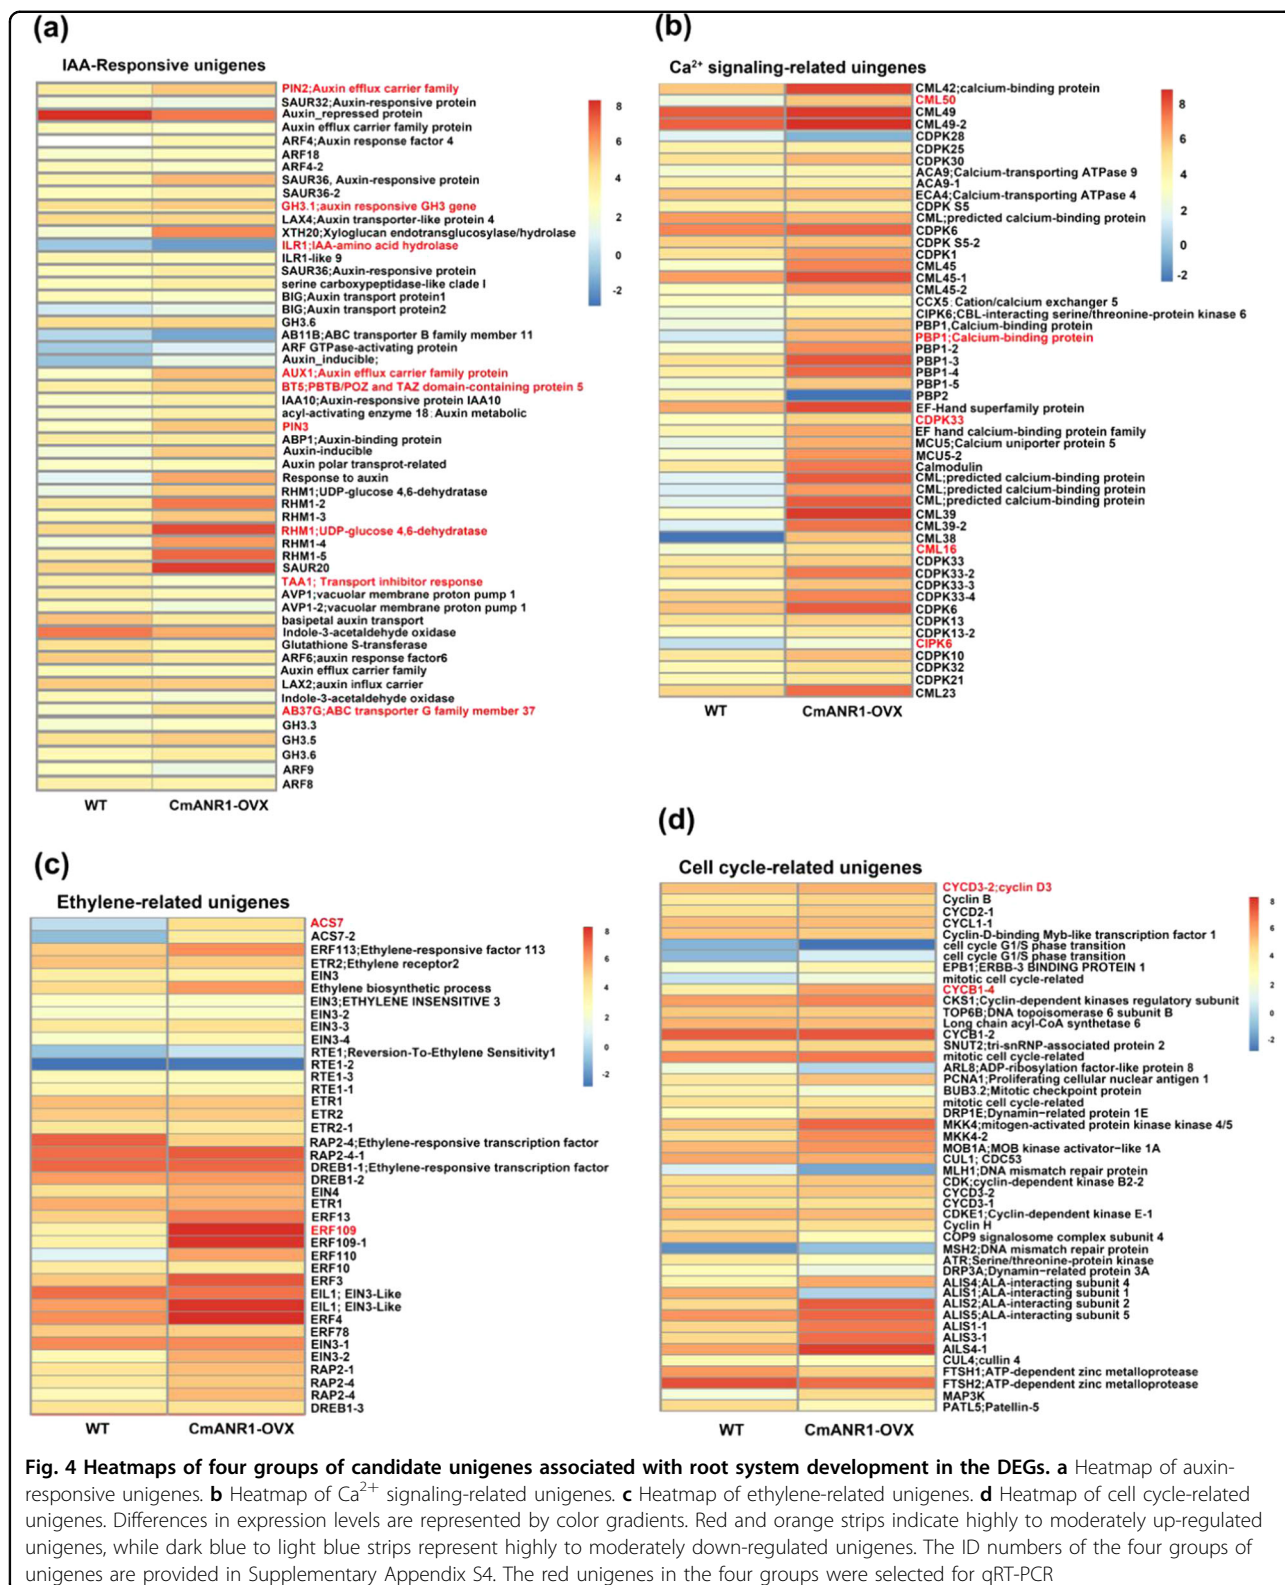 (a)
IAA-Responsive unigenes
PIN2;Auxin efflux carrier family
SAUR32;Auxin-responsive protein
Auxin_repressed protein
Auxin efflux carrier family protein
ARF4;Auxin response factor 4
ARF18
ARF4-2
SAUR36, Auxin-responsive protein
SAUR36-2
GH3.1;auxin responsive GH3 gene
LAX4;Auxin transporter-like protein 4
XTH20;Xyloglucan endotransglucosylase/hydrolase
ILR1;IAA-amino acid hydrolase
ILR1-like 9
SAUR36;Auxin-responsive protein
serine carboxypeptidase-like clade I
BIG;Auxin transport protein1
BIG;Auxin transport protein2
GH3.6
AB11B;ABC transporter B family member 11
ARF GTPase-activating protein
Auxin_inducible;
AUX1;Auxin efflux carrier family protein
BT5;PBTB/POZ and TAZ domain-containing protein 5
IAA10;Auxin-responsive protein IAA10
acyl-activating enzyme 18:Auxin metabolic
PIN3
ABP1;Auxin-binding protein
Auxin-inducible
Auxin polar transprot-related
Response to auxin
RHM1;UDP-glucose 4,6-dehydratase
RHM1-2
RHM1-3
RHM1;UDP-glucose 4,6-dehydratase
RHM1-4
RHM1-5
SAUR20
TAA1; Transport inhibitor response
AVP1;vacuolar membrane proton pump 1
AVP1-2;vacuolar membrane proton pump 1
basipetal auxin transport
Indole-3-acetaldehyde oxidase
Glutathione S-transferase
ARF6;auxin response factor6
Auxin efflux carrier family
LAX2;auxin influx carrier
Indole-3-acetaldehyde oxidase
AB37G;ABC transporter G family member 37
GH3.3
GH3.5
GH3.6
ARF9
ARF8
8
6
4
2
0
-2
WT CmANR1-OVX
(b)
Ca²⁺ signaling-related uingenes
CML42;calcium-binding protein
CML50
CML49
CML49-2
CDPK28
CDPK25
CDPK30
ACA9;Calcium-transporting ATPase 9
ACA9-1
ECA4;Calcium-transporting ATPase 4
CDPK S5
CML;predicted calcium-binding protein
CDPK6
CDPK S5-2
CDPK1
CML45
CML45-1
CML45-2
CCX5:Cation/calcium exchanger 5
CIPK6;CBL-interacting serine/threonine-protein kinase 6
PBP1,Calcium-binding protein
PBP1;Calcium-binding protein
PBP1-2
PBP1-3
PBP1-4
PBP1-5
PBP2
EF-Hand superfamily protein
CDPK33
EF hand calcium-binding protein family
MCU5;Calcium uniporter protein 5
MCU5-2
Calmodulin
CML;predicted calcium-binding protein
CML;predicted calcium-binding protein
CML;predicted calcium-binding protein
CML39
CML39-2
CML38
CML16
CDPK33
CDPK33-2
CDPK33-3
CDPK33-4
CDPK6
CDPK13
CDPK13-2
CIPK6
CDPK10
CDPK32
CDPK21
CML23
8
6
4
2
0
-2
WT CmANR1-OVX
(c)
Ethylene-related unigenes
ACS7
ACS7-2
ERF113;Ethylene-responsive factor 113
ETR2;Ethylene receptor2
EIN3
Ethylene biosynthetic process
EIN3;ETHYLENE INSENSITIVE 3
EIN3-2
EIN3-3
EIN3-4
RTE1;Reversion-To-Ethylene Sensitivity1
RTE1-2
RTE1-3
RTE1-1
ETR1
ETR2
ETR2-1
RAP2-4;Ethylene-responsive transcription factor
RAP2-4-1
DREB1-1;Ethylene-responsive transcription factor
DREB1-2
EIN4
ETR1
ERF13
ERF109
ERF109-1
ERF110
ERF10
ERF3
EIL1; EIN3-Like
EIL1; EIN3-Like
ERF4
ERF78
EIN3-1
EIN3-2
RAP2-1
RAP2-4
RAP2-4
DREB1-3
8
6
4
2
0
-2
WT CmANR1-OVX
(d)
Cell cycle-related unigenes
CYCD3-2;cyclin D3
Cyclin B
CYCD2-1
CYCL1-1
Cyclin-D-binding Myb-like transcription factor 1
cell cycle G1/S phase transition
cell cycle G1/S phase transition
EPB1;ERBB-3 BINDING PROTEIN 1
mitotic cell cycle-related
CYCB1-4
CKS1;Cyclin-dependent kinases regulatory subunit
TOP6B;DNA topoisomerase 6 subunit B
Long chain acyl-CoA synthetase 6
CYCB1-2
SNUT2;tri-snRNP-associated protein 2
mitotic cell cycle-related
ARL8;ADP-ribosylation factor-like protein 8
PCNA1;Proliferating cellular nuclear antigen 1
BUB3.2;Mitotic checkpoint protein
mitotic cell cycle-related
DRP1E;Dynamin−related protein 1E
MKK4;mitogen-activated protein kinase kinase 4/5
MKK4-2
MOB1A;MOB kinase activator−like 1A
CUL1; CDC53
MLH1;DNA mismatch repair protein
CDK;cyclin-dependent kinase B2-2
CYCD3-2
CYCD3-1
CDKE1;Cyclin-dependent kinase E-1
Cyclin H
COP9 signalosome complex subunit 4
MSH2;DNA mismatch repair protein
ATR;Serine/threonine-protein kinase
DRP3A;Dynamin−related protein 3A
ALIS4;ALA-interacting subunit 4
ALIS1;ALA-interacting subunit 1
ALIS2;ALA-interacting subunit 2
ALIS5;ALA-interacting subunit 5
ALIS1-1
ALIS3-1
AILS4-1
CUL4;cullin 4
FTSH1;ATP-dependent zinc metalloprotease
FTSH2;ATP-dependent zinc metalloprotease
MAP3K
PATL5;Patellin-5
8
6
4
2
0
-2
WT CmANR1-OVX
Fig. 4 Heatmaps of four groups of candidate unigenes associated with root system development in the DEGs. a Heatmap of auxin-
responsive unigenes. b Heatmap of Ca²⁺ signaling-related unigenes. c Heatmap of ethylene-related unigenes. d Heatmap of cell cycle-related
unigenes. Differences in expression levels are represented by color gradients. Red and orange strips indicate highly to moderately up-regulated
unigenes, while dark blue to light blue strips represent highly to moderately down-regulated unigenes. The ID numbers of the four groups of
unigenes are provided in Supplementary Appendix S4. The red unigenes in the four groups were selected for qRT-PCR